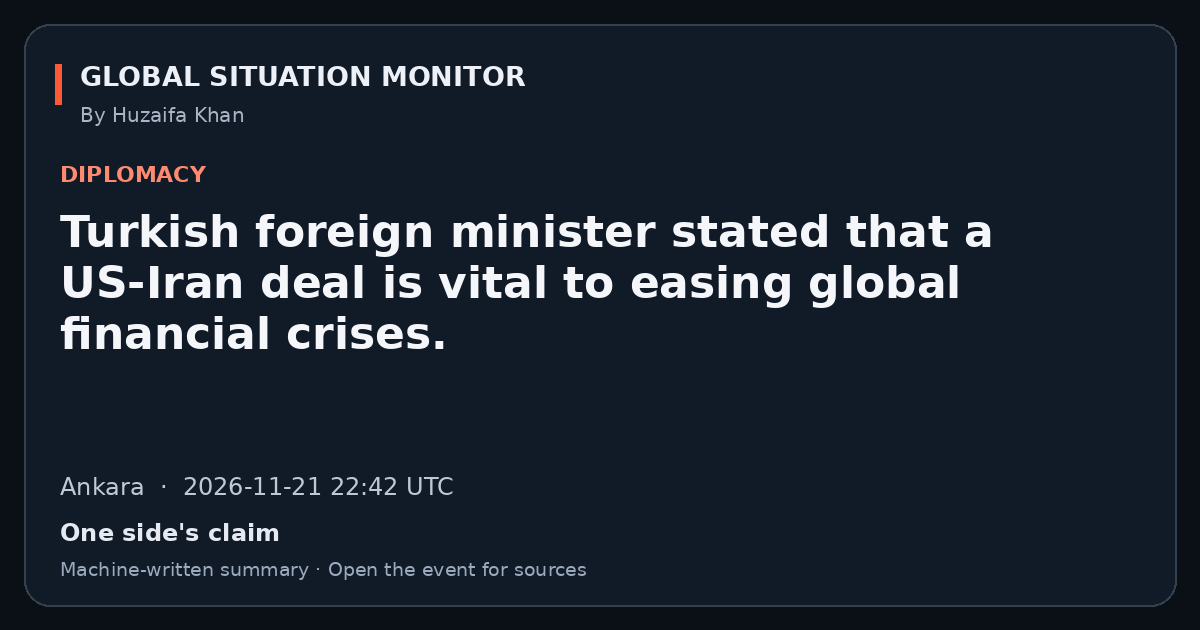 GLOBAL SITUATION MONITOR
By Huzaifa Khan
DIPLOMACY
Turkish foreign minister stated that a
US-Iran deal is vital to easing global
financial crises.
Ankara · 2026-11-21 22:42 UTC
One side's claim
Machine-written summary · Open the event for sources